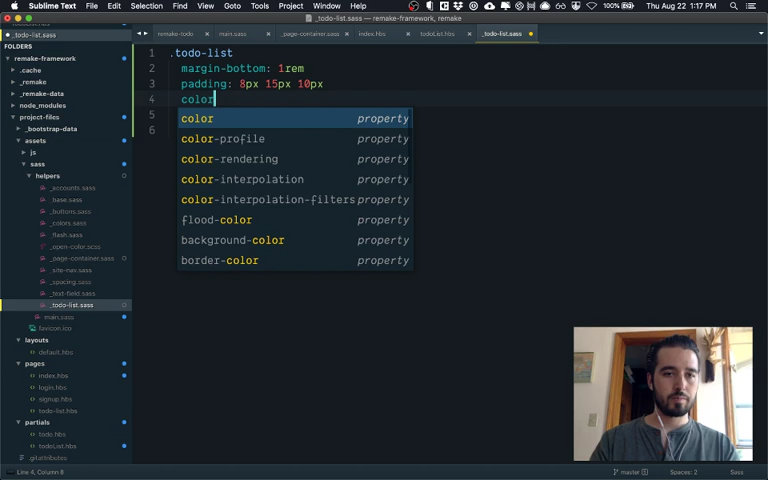 Sublime Text File Edit Selection Find View Goto Tools Project Window Help 100% Thu Aug 22 1:17 PM
_todo-list.sass — remake-framework, remake
_todo-list.sass
remake-todo
main.sass
_page-container.sass
index.hbs
todoList.hbs
_todo-list.sass
FOLDERS
remake-framework
.cache
_remake
_remake-data
node_modules
project-files
_bootstrap-data
assets
js
sass
helpers
_accounts.sass
_base.sass
_buttons.sass
_colors.sass
_flash.sass
_open-color.scss
_page-container.sass
_site-nav.sass
_spacing.sass
_text-field.sass
_todo-list.sass
main.sass
favicon.ico
layouts
default.hbs
pages
index.hbs
login.hbs
signup.hbs
todo-list.hbs
partials
todo.hbs
todoList.hbs
.gitattributes
1 .todo-list
2 margin-bottom: 1rem
3 padding: 8px 15px 10px
4 color
5
6
color property
color-profile property
color-rendering property
color-interpolation property
color-interpolation-filters property
flood-color property
background-color property
border-color property
Line 4, Column 8
master
Spaces: 2
Sass